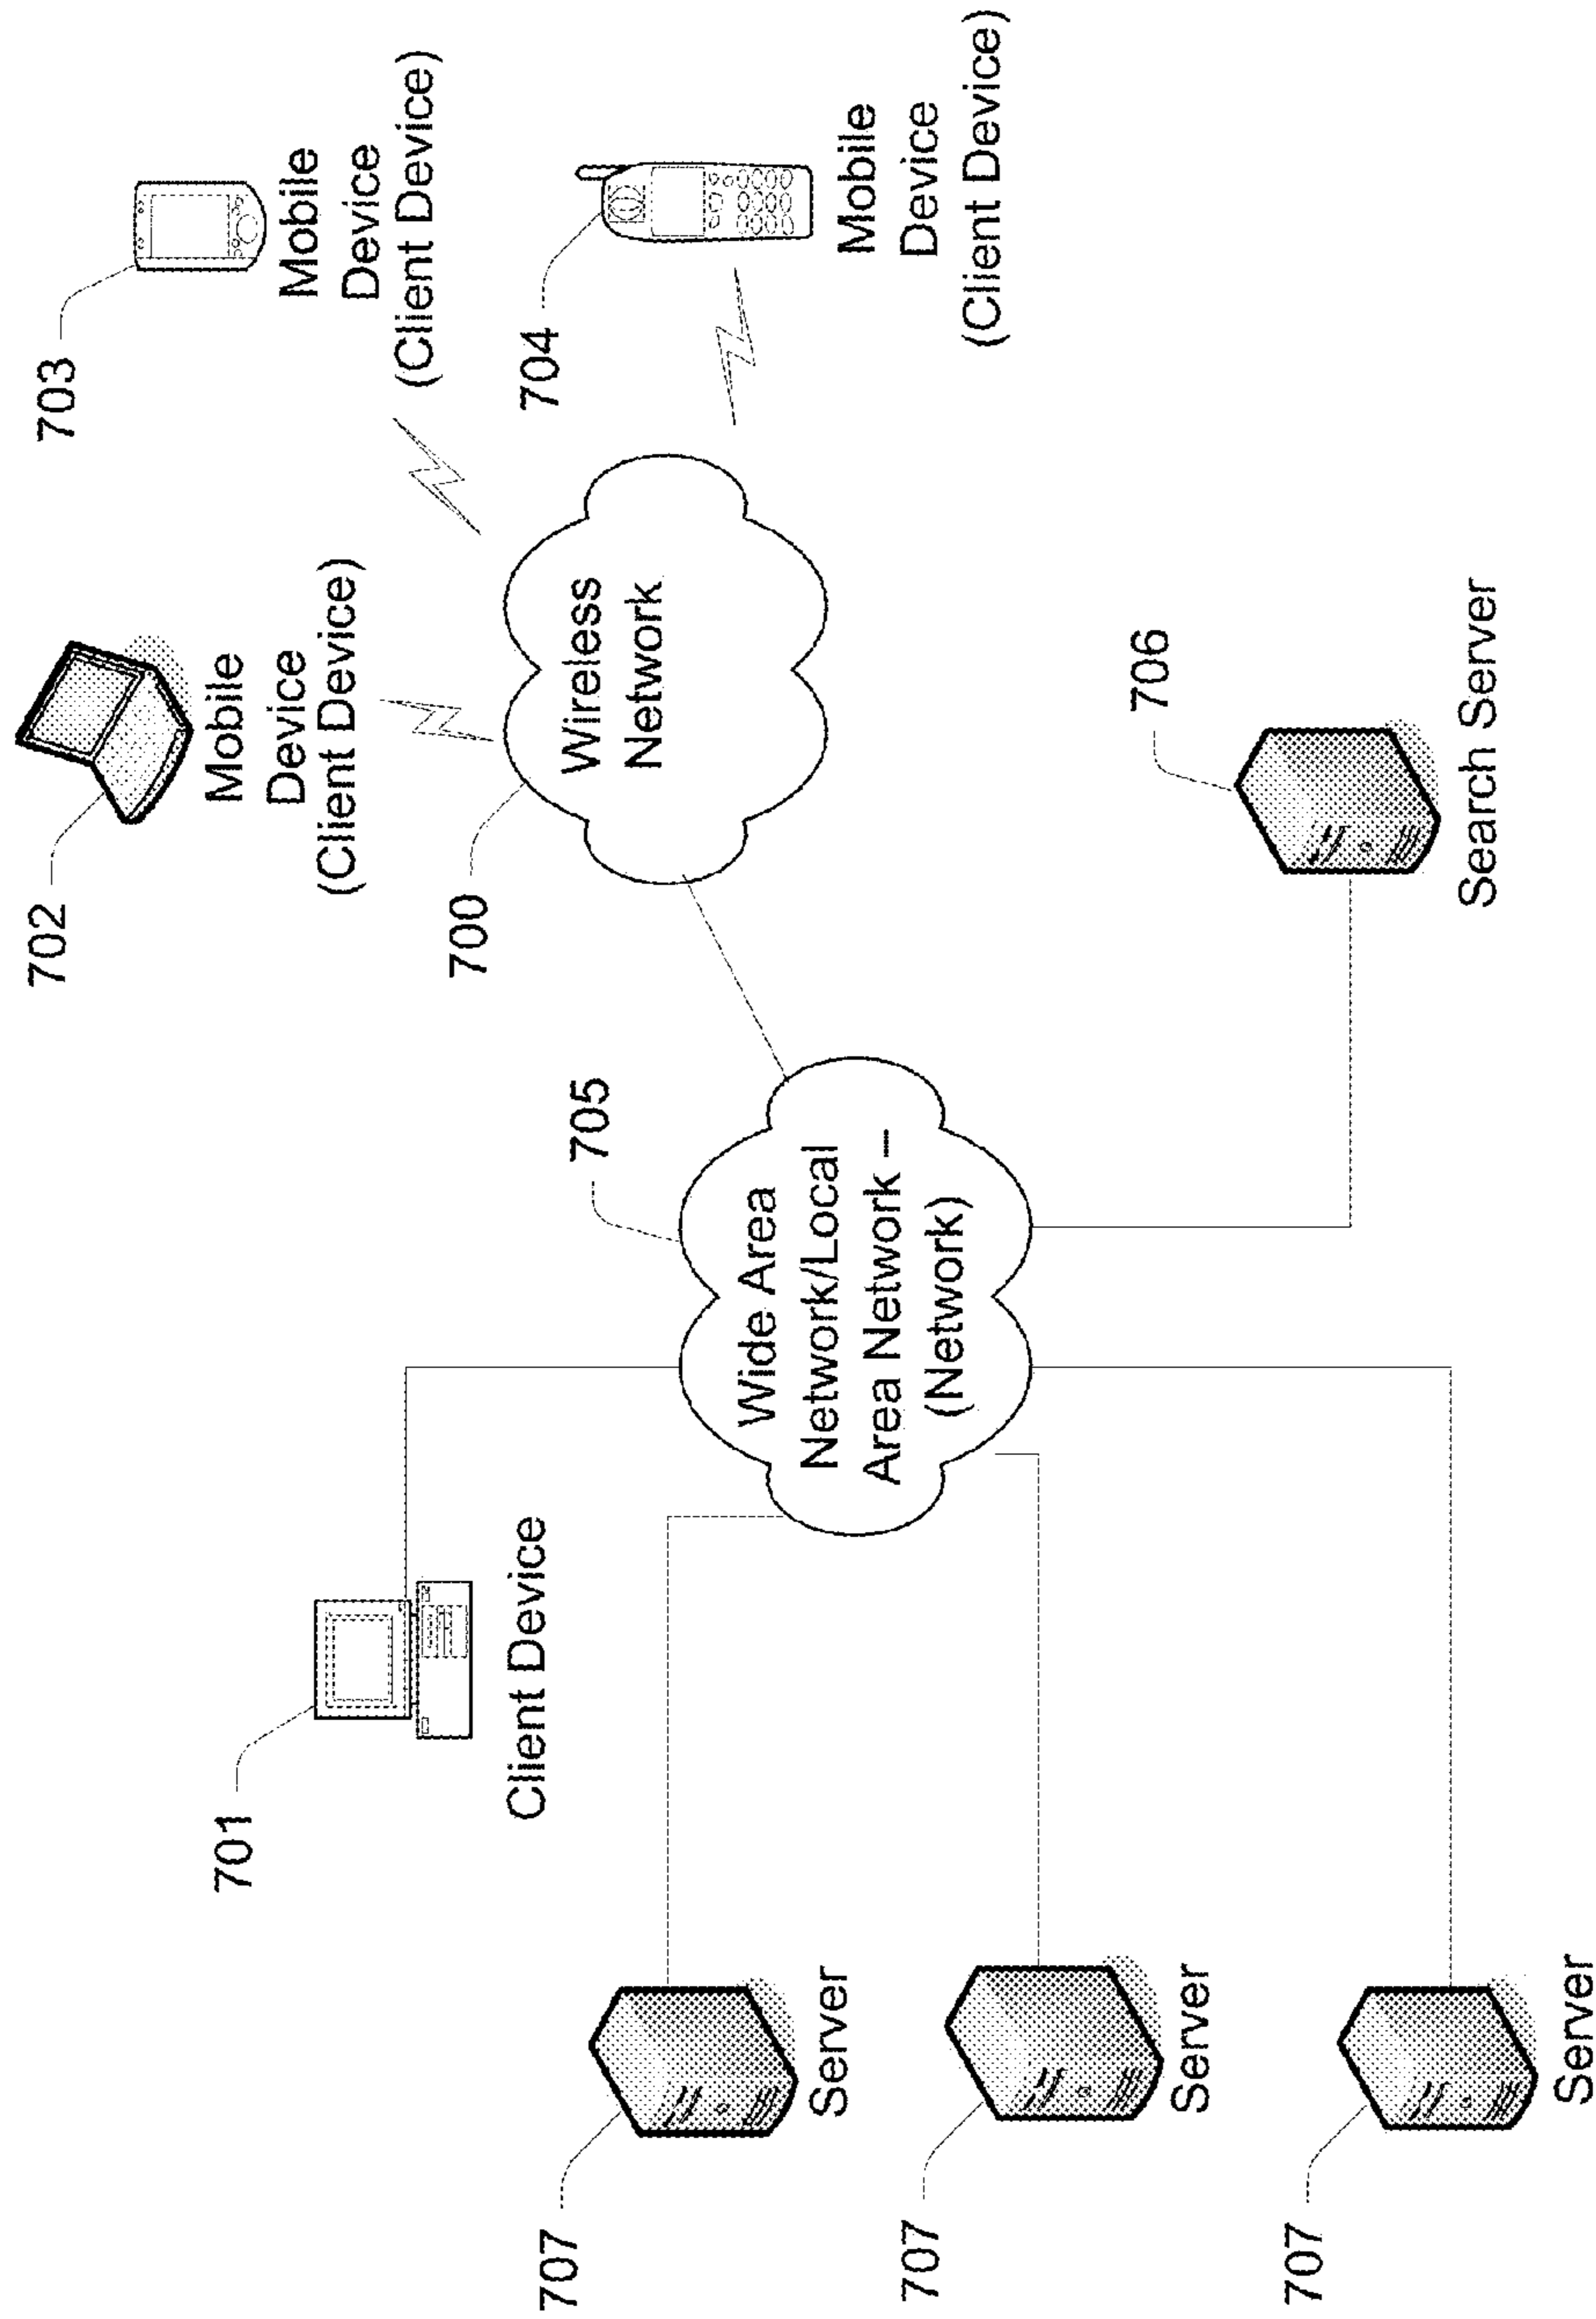 702
Mobile
Device
(Client Device)
703
Mobile
Device
(Client Device)
701
Client Device
700
Wireless
Network
704
Mobile
Device
(Client Device)
705
Wide Area
Network/Local
Area Network –
(Network)
707
Server
707
Server
707
Server
706
Search Server